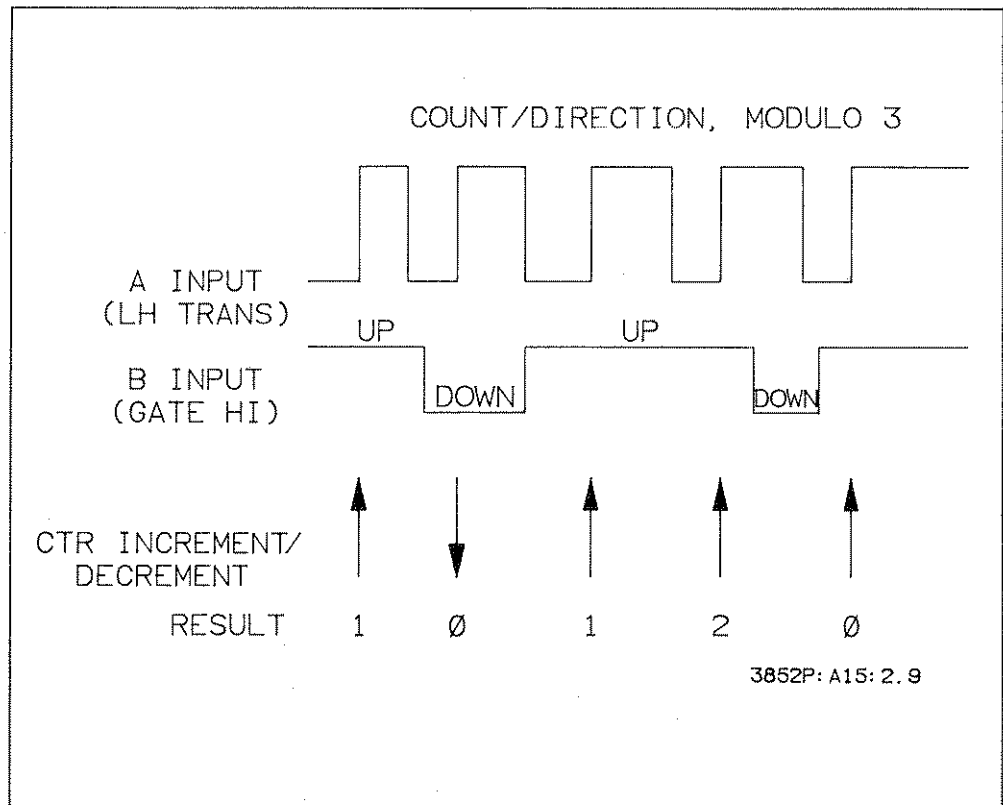 COUNT/DIRECTION, MODULO 3
A INPUT
(LH TRANS)
UP UP
B INPUT
(GATE HI)
DOWN DOWN
CTR INCREMENT/
DECREMENT
RESULT 1 Ø 1 2 Ø
3852P:A15:2.9